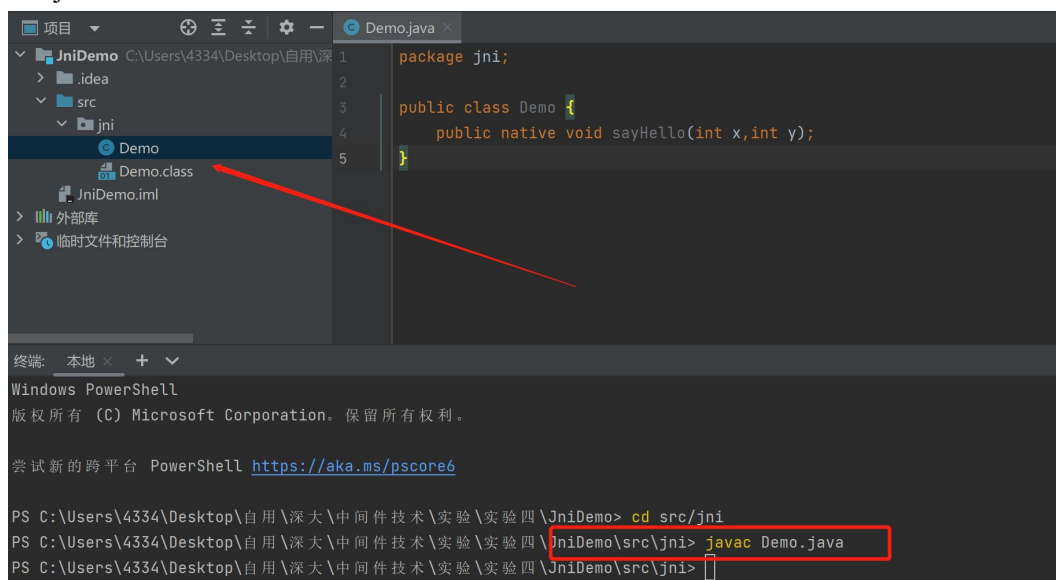 项目
Demo.java
JniDemo C:\Users\4334\Desktop\自用\深
.idea
src
jni
Demo
Demo.class
JniDemo.iml
外部库
临时文件和控制台
1 package jni;
2
3 public class Demo {
4 public native void sayHello(int x,int y);
5 }
终端: 本地
Windows PowerShell
版权所有 (C) Microsoft Corporation。保留所有权利。
尝试新的跨平台 PowerShell https://aka.ms/pscore6
PS C:\Users\4334\Desktop\自用\深大\中间件技术\实验\实验四\JniDemo> cd src/jni
PS C:\Users\4334\Desktop\自用\深大\中间件技术\实验\实验四\JniDemo\src\jni> javac Demo.java
PS C:\Users\4334\Desktop\自用\深大\中间件技术\实验\实验四\JniDemo\src\jni>